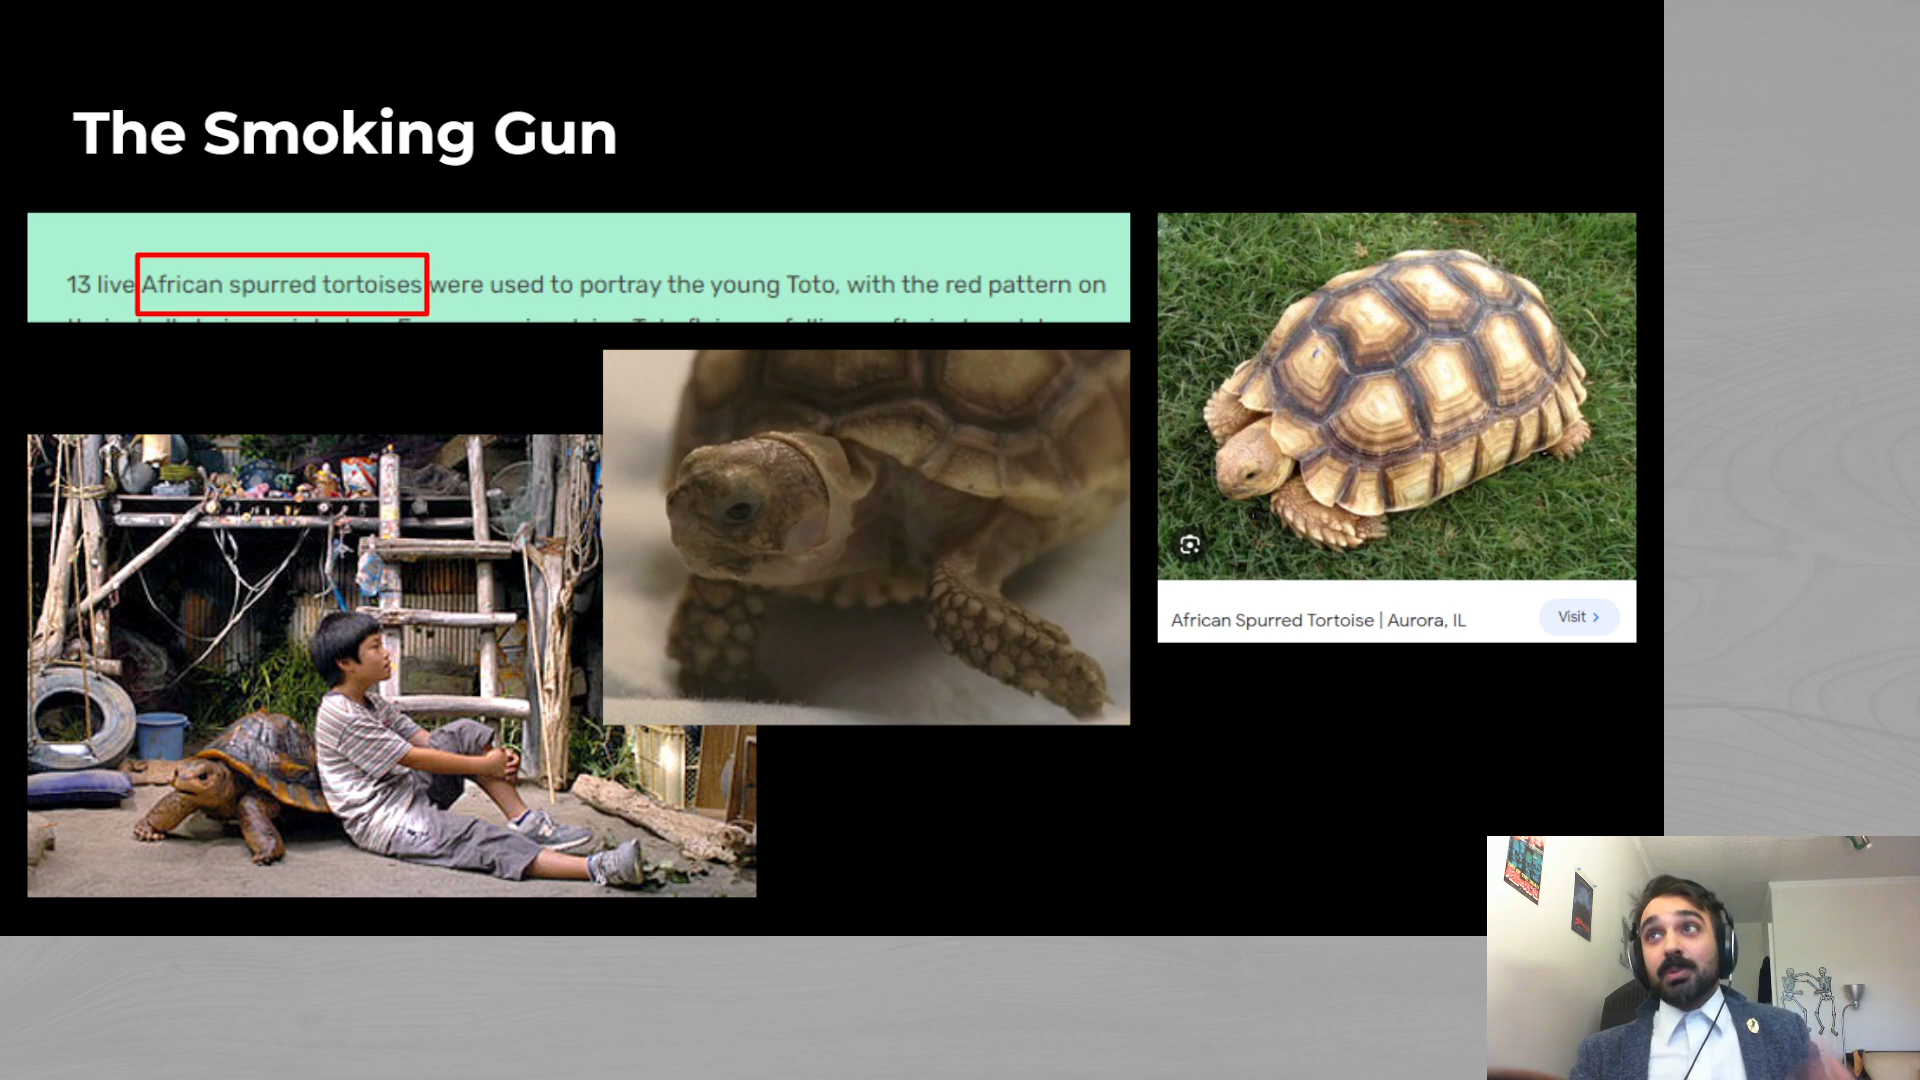 The Smoking Gun
13 live African spurred tortoises were used to portray the young Toto, with the red pattern on
African Spurred Tortoise | Aurora, IL
Visit >